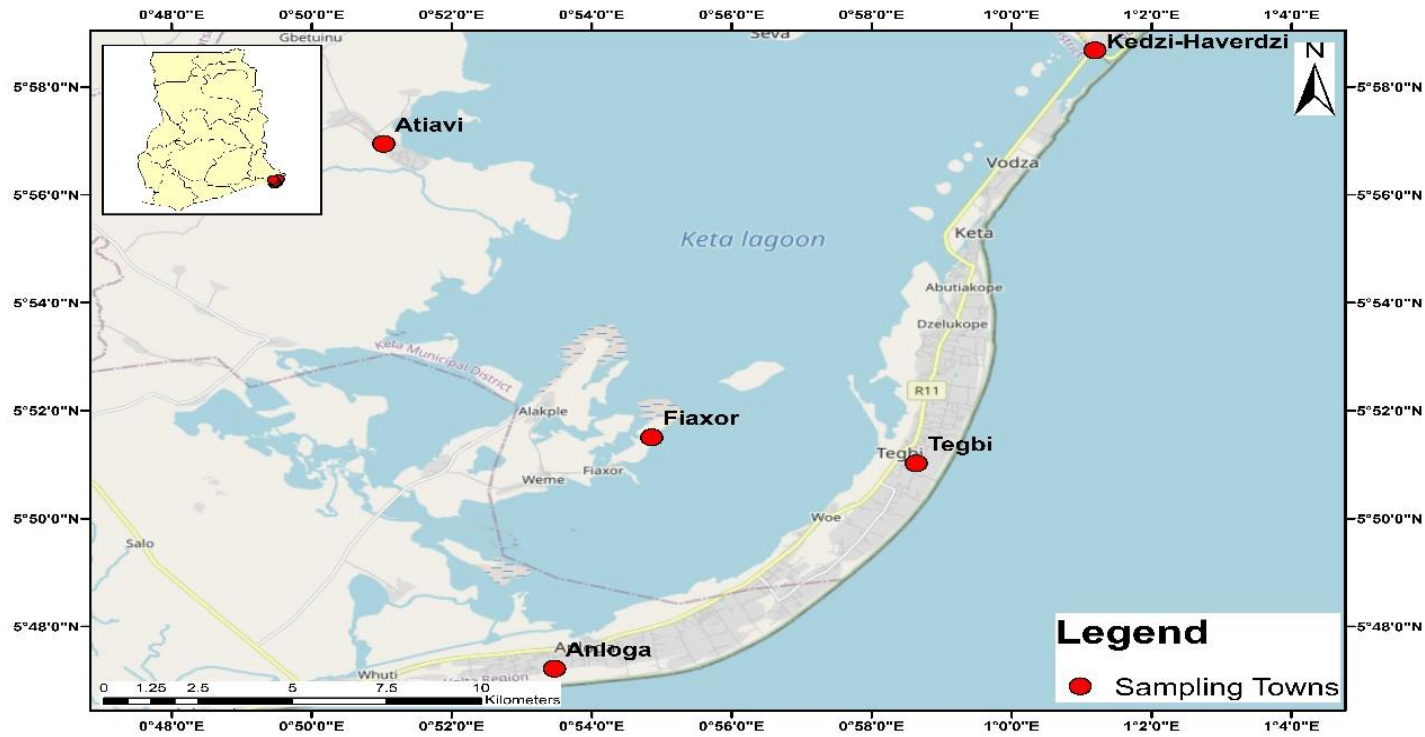 0°48'0"E 0°50'0"E 0°52'0"E 0°54'0"E 0°56'0"E 0°58'0"E 1°0'0"E 1°2'0"E 1°4'0"E
Gbetuinu
Seva
Kedzi-Haverdzi
N
5°58'0"N 5°58'0"N
Atiavi
Vodza
5°56'0"N 5°56'0"N
Keta lagoon
Keta
Abutiakope
5°54'0"N 5°54'0"N
Dzelukope
Keta Municipal District
R11
5°52'0"N 5°52'0"N
Alakple
Fiaxor
Tegbi
Tegbi
Fiaxor
Weme
5°50'0"N 5°50'0"N
Woe
Salo
5°48'0"N 5°48'0"N
Legend
Anloga
Whuti
Sampling Towns
0 1.25 2.5 5 7.5 10
Kilometers
0°48'0"E 0°50'0"E 0°52'0"E 0°54'0"E 0°56'0"E 0°58'0"E 1°0'0"E 1°2'0"E 1°4'0"E